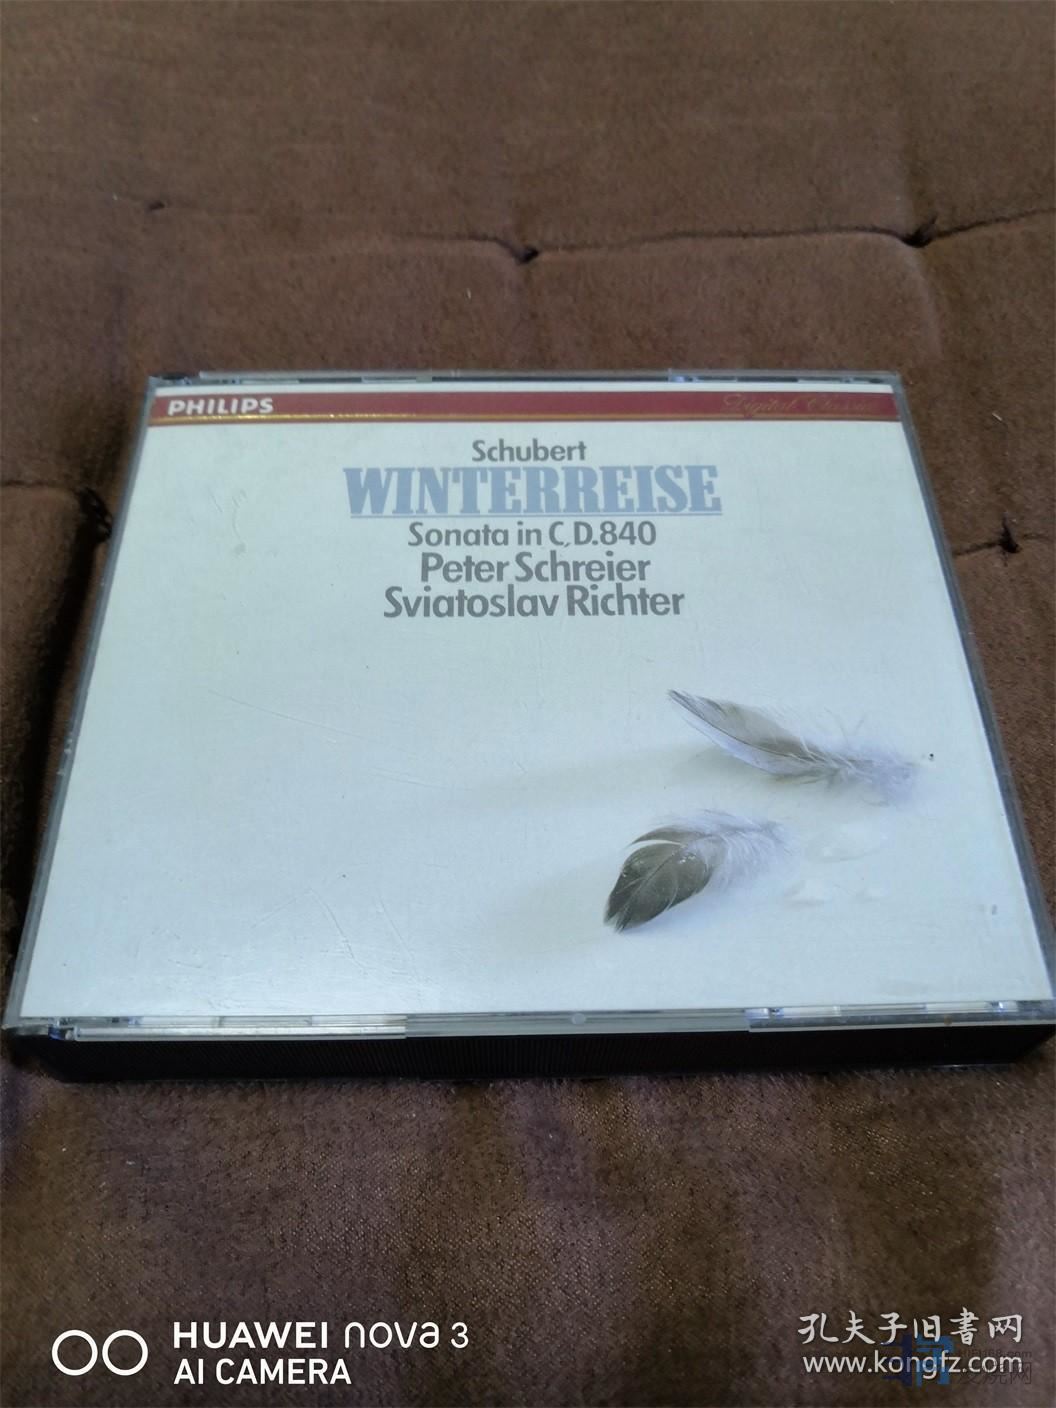 PHILIPS
Digital Classics
Schubert
WINTERREISE
Sonata in C, D.840
Peter Schreier
Sviatoslav Richter
HUAWEI nova 3
AI CAMERA
孔夫子旧書网
www.kongfz.com